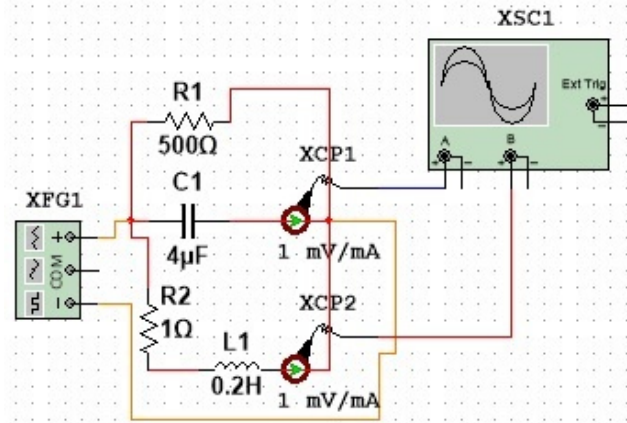 XSC1
Ext Trig
A
B
R1
500Ω
XCP1
C1
4µF
1 mV/mA
XFG1
COM
R2
1Ω
XCP2
L1
0.2H
1 mV/mA